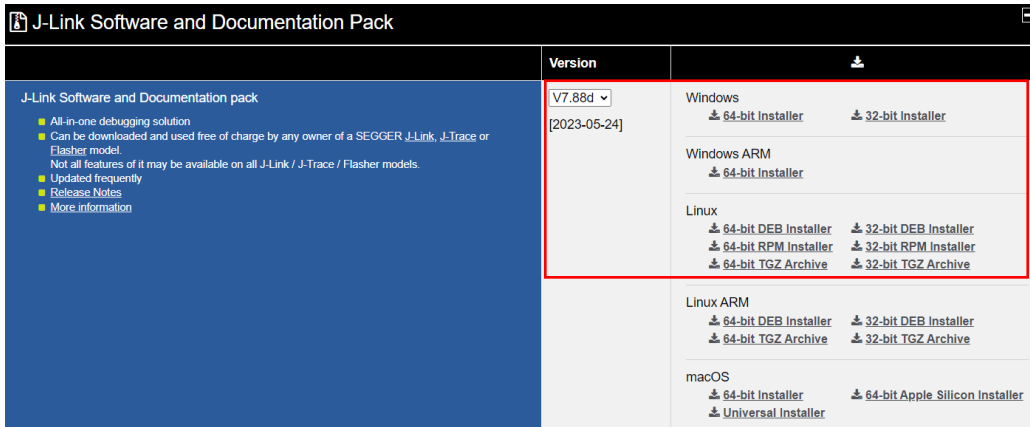 J-Link Software and Documentation Pack
Version
J-Link Software and Documentation pack
All-in-one debugging solution
Can be downloaded and used free of charge by any owner of a SEGGER J-Link, J-Trace or
Flasher model.
Not all features of it may be available on all J-Link / J-Trace / Flasher models.
Updated frequently
Release Notes
More information
V7.88d
[2023-05-24]
Windows
64-bit Installer 32-bit Installer
Windows ARM
64-bit Installer
Linux
64-bit DEB Installer 32-bit DEB Installer
64-bit RPM Installer 32-bit RPM Installer
64-bit TGZ Archive 32-bit TGZ Archive
Linux ARM
64-bit DEB Installer 32-bit DEB Installer
64-bit TGZ Archive 32-bit TGZ Archive
macOS
64-bit Installer 64-bit Apple Silicon Installer
Universal Installer